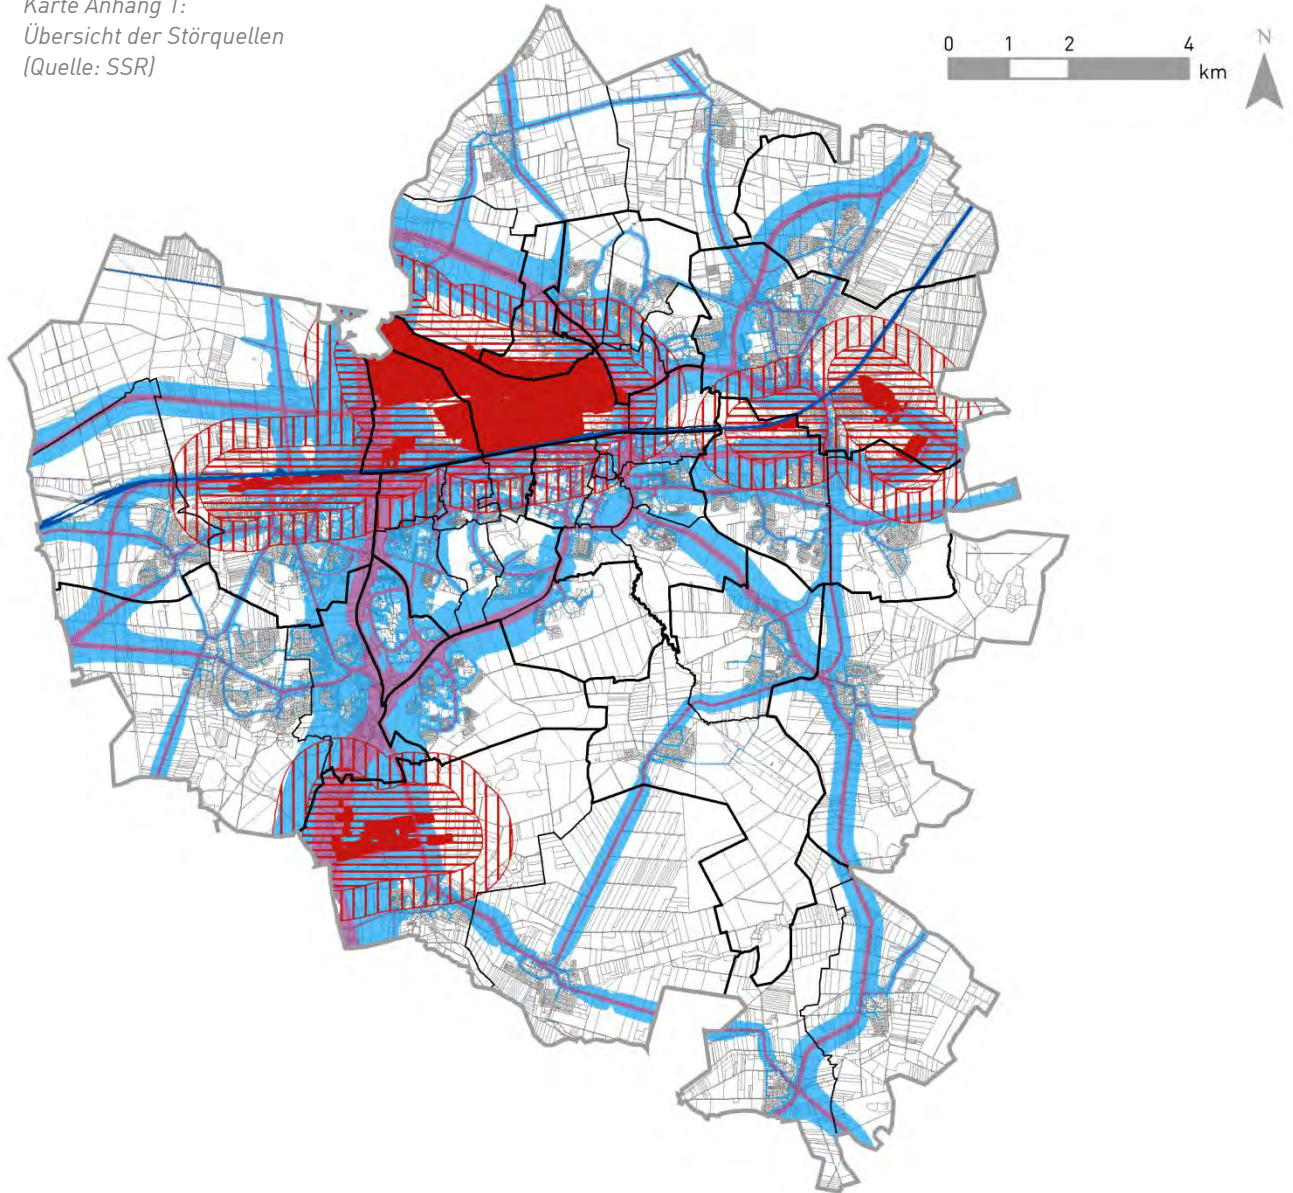 Karte Anhang 1:
Übersicht der Störquellen
(Quelle: SSR)
0 1 2 4
km
N